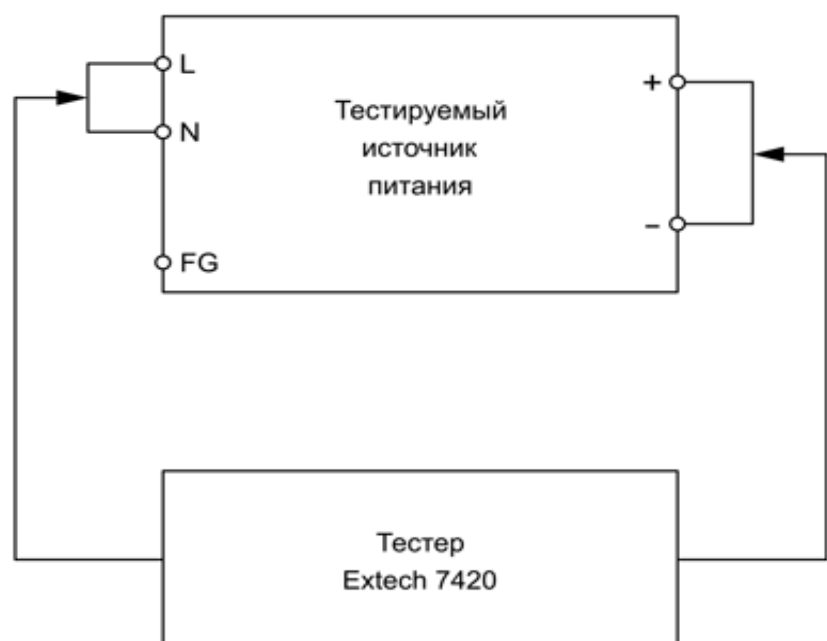 L
N
FG
Тестируемый
источник
питания
+
−
Тестер
Extech 7420